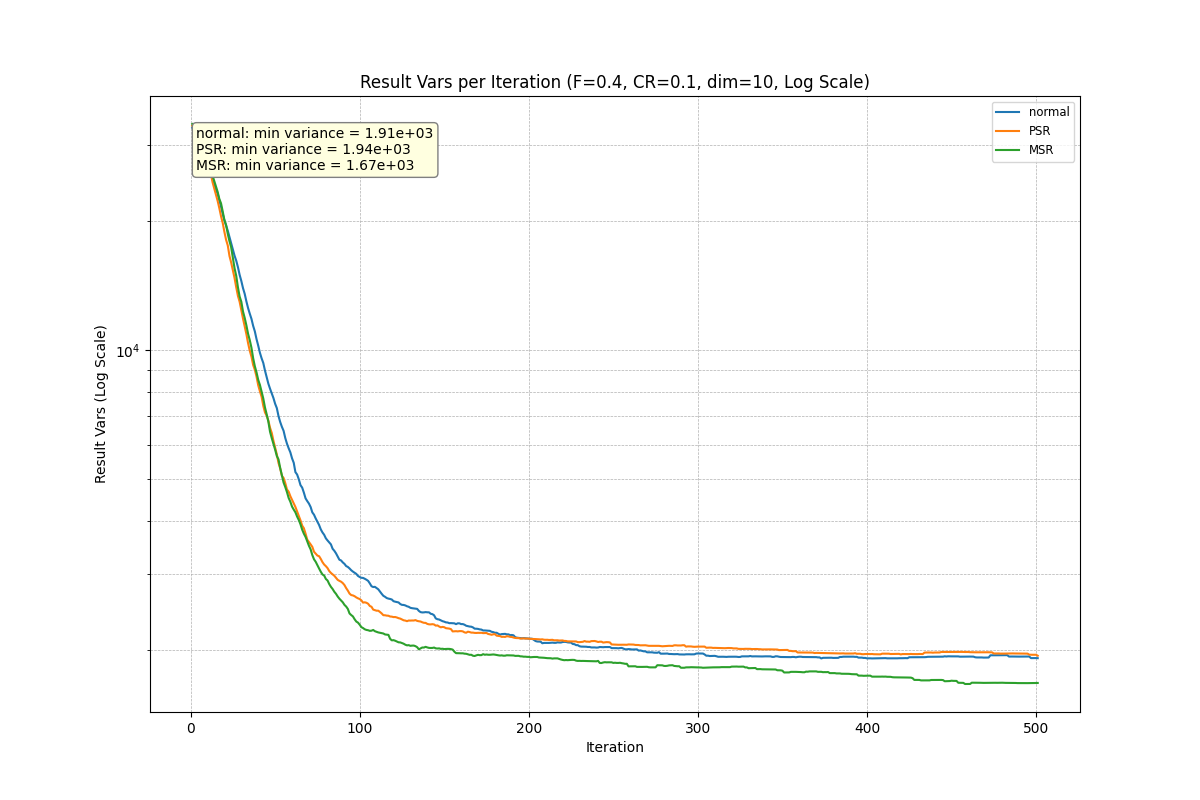 Result Vars per Iteration (F=0.4, CR=0.1, dim=10, Log Scale)
normal: min variance = 1.91e+03
PSR: min variance = 1.94e+03
MSR: min variance = 1.67e+03
normal
PSR
MSR
Result Vars (Log Scale)
10⁴
0 100 200 300 400 500
Iteration